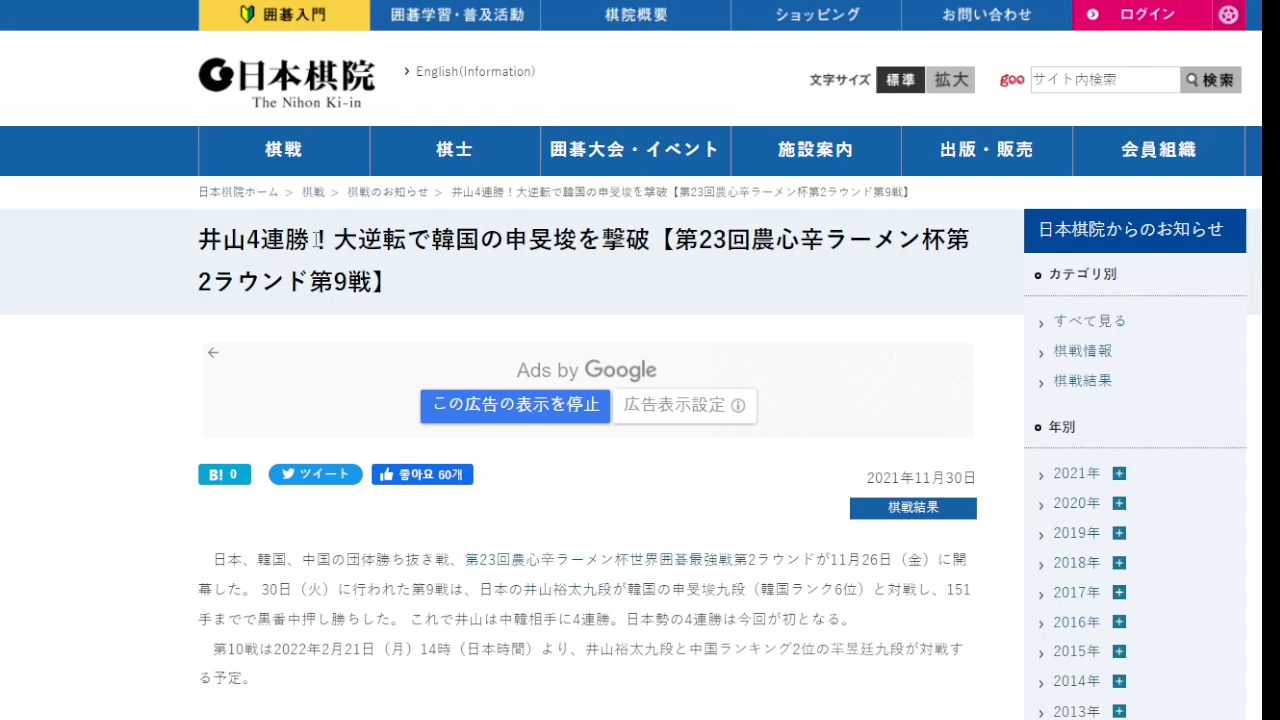 囲碁入門
囲碁学習・普及活動
棋院概要
ショッピング
お問い合わせ
ログイン
日本棋院
The Nihon Ki-in
English(Information)
文字サイズ 標準 拡大
goo サイト内検索 検索
棋戦
棋士
囲碁大会・イベント
施設案内
出版・販売
会員組織
日本棋院ホーム > 棋戦 > 棋戦のお知らせ > 井山4連勝！大逆転で韓国の申旻埈を撃破【第23回農心辛ラーメン杯第2ラウンド第9戦】
井山4連勝！大逆転で韓国の申旻埈を撃破【第23回農心辛ラーメン杯第
2ラウンド第9戦】
Ads by Google
この広告の表示を停止
広告表示設定
B! 0
ツイート
좋아요 60개
2021年11月30日
棋戦結果
日本、韓国、中国の団体勝ち抜き戦、第23回農心辛ラーメン杯世界囲碁最強戦第2ラウンドが11月26日（金）に開
幕した。 30日（火）に行われた第9戦は、日本の井山裕太九段が韓国の申旻埈九段（韓国ランク6位）と対戦し、151
手までで黒番中押し勝ちした。 これで井山は中韓相手に4連勝。日本勢の4連勝は今回が初となる。
第10戦は2022年2月21日（月）14時（日本時間）より、井山裕太九段と中国ランキング2位の芈昱廷九段が対戦す
る予定。
日本棋院からのお知らせ
カテゴリ別
すべて見る
棋戦情報
棋戦結果
年別
2021年
2020年
2019年
2018年
2017年
2016年
2015年
2014年
2013年